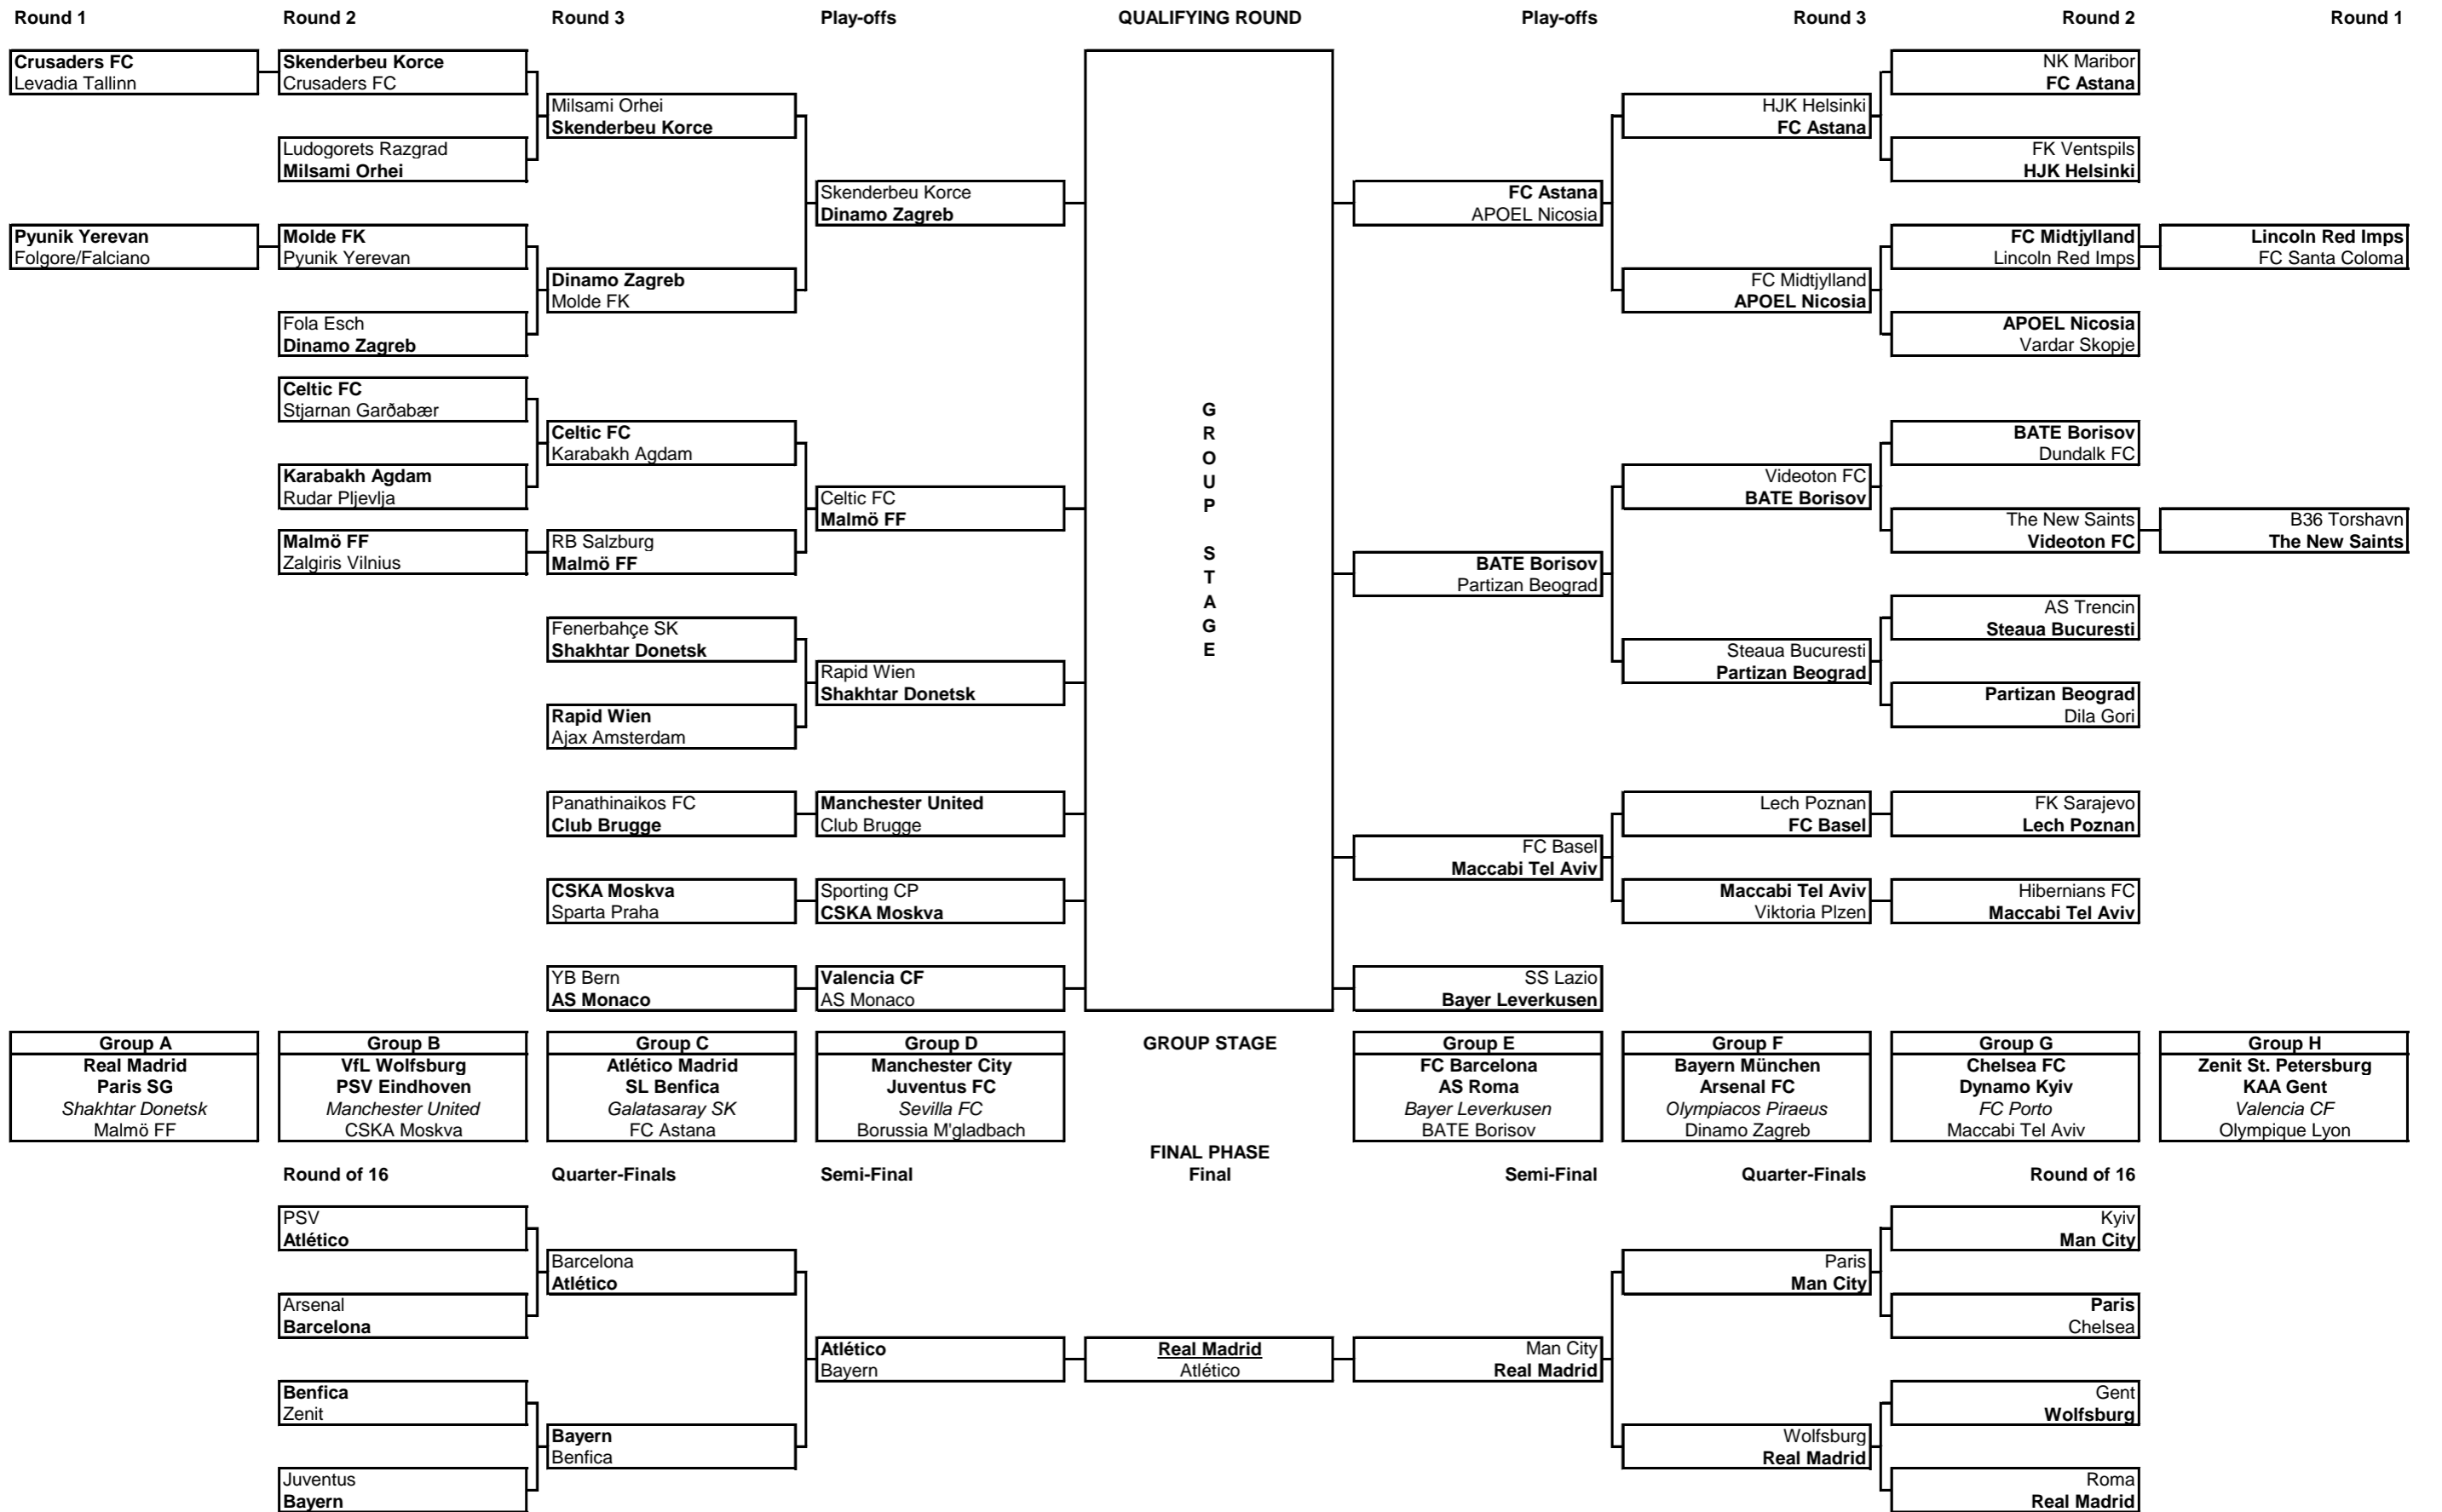 Round 1
Round 2
Round 3
Play-offs
QUALIFYING ROUND
Play-offs
Round 3
Round 2
Round 1
Crusaders FC
Levadia Tallinn
Pyunik Yerevan
Folgore/Falciano
Skenderbeu Korce
Crusaders FC
Ludogorets Razgrad
Milsami Orhei
Molde FK
Pyunik Yerevan
Fola Esch
Dinamo Zagreb
Celtic FC
Stjarnan Garðabær
Karabakh Agdam
Rudar Pljevlja
Malmö FF
Zalgiris Vilnius
Milsami Orhei
Skenderbeu Korce
Dinamo Zagreb
Molde FK
Celtic FC
Karabakh Agdam
RB Salzburg
Malmö FF
Fenerbahçe SK
Shakhtar Donetsk
Rapid Wien
Ajax Amsterdam
Panathinaikos FC
Club Brugge
CSKA Moskva
Sparta Praha
YB Bern
AS Monaco
Skenderbeu Korce
Dinamo Zagreb
Celtic FC
Malmö FF
Rapid Wien
Shakhtar Donetsk
Manchester United
Club Brugge
Sporting CP
CSKA Moskva
Valencia CF
AS Monaco
G
R
O
U
P
S
T
A
G
E
FC Astana
APOEL Nicosia
BATE Borisov
Partizan Beograd
FC Basel
Maccabi Tel Aviv
SS Lazio
Bayer Leverkusen
HJK Helsinki
FC Astana
FC Midtjylland
APOEL Nicosia
Videoton FC
BATE Borisov
Steaua Bucuresti
Partizan Beograd
Lech Poznan
FC Basel
Maccabi Tel Aviv
Viktoria Plzen
NK Maribor
FC Astana
FK Ventspils
HJK Helsinki
FC Midtjylland
Lincoln Red Imps
APOEL Nicosia
Vardar Skopje
BATE Borisov
Dundalk FC
The New Saints
Videoton FC
AS Trencin
Steaua Bucuresti
Partizan Beograd
Dila Gori
FK Sarajevo
Lech Poznan
Hibernians FC
Maccabi Tel Aviv
Lincoln Red Imps
FC Santa Coloma
B36 Torshavn
The New Saints
Group A
Real Madrid
Paris SG
Shakhtar Donetsk
Malmö FF
Group B
VfL Wolfsburg
PSV Eindhoven
Manchester United
CSKA Moskva
Group C
Atlético Madrid
SL Benfica
Galatasaray SK
FC Astana
Group D
Manchester City
Juventus FC
Sevilla FC
Borussia M'gladbach
GROUP STAGE
Group E
FC Barcelona
AS Roma
Bayer Leverkusen
BATE Borisov
Group F
Bayern München
Arsenal FC
Olympiacos Piraeus
Dinamo Zagreb
Group G
Chelsea FC
Dynamo Kyiv
FC Porto
Maccabi Tel Aviv
Group H
Zenit St. Petersburg
KAA Gent
Valencia CF
Olympique Lyon
FINAL PHASE
Round of 16
Quarter-Finals
Semi-Final
Final
Semi-Final
Quarter-Finals
Round of 16
PSV
Atlético
Arsenal
Barcelona
Benfica
Zenit
Juventus
Bayern
Barcelona
Atlético
Bayern
Benfica
Atlético
Bayern
Real Madrid
Atlético
Man City
Real Madrid
Paris
Man City
Wolfsburg
Real Madrid
Kyiv
Man City
Paris
Chelsea
Gent
Wolfsburg
Roma
Real Madrid